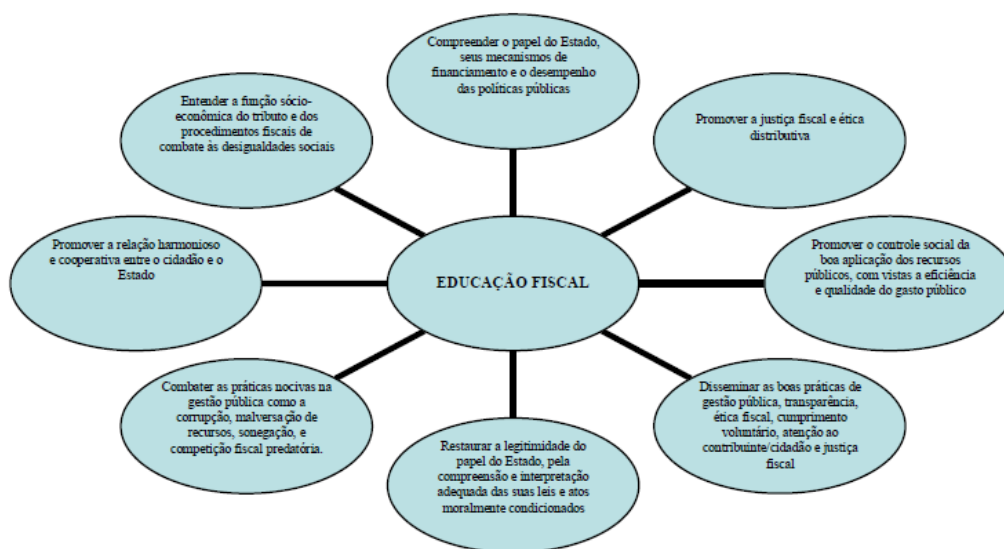 Compreender o papel do Estado,
seus mecanismos de
financiamento e o desempenho
das políticas públicas
Entender a função sócio-
econômica do tributo e dos
procedimentos fiscais de
combate às desigualdades sociais
Promover a justiça fiscal e ética
distributiva
Promover a relação harmonioso
e cooperativa entre o cidadão e o
Estado
EDUCAÇÃO FISCAL
Promover o controle social da
boa aplicação dos recursos
públicos, com vistas a eficiência
e qualidade do gasto público
Combater as práticas nocivas na
gestão pública como a
corrupção, malversação de
recursos, sonegação, e
competição fiscal predatória.
Disseminar as boas práticas de
gestão pública, transparência,
ética fiscal, cumprimento
voluntário, atenção ao
contribuinte/cidadão e justiça
fiscal
Restaurar a legitimidade do
papel do Estado, pela
compreensão e interpretação
adequada das suas leis e atos
moralmente condicionados